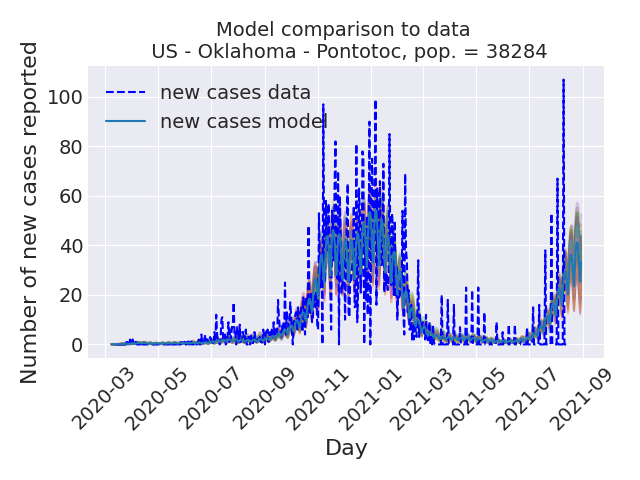 Model comparison to data
US - Oklahoma - Pontotoc, pop. = 38284
Number of new cases reported
100
80
60
40
20
0
new cases data
new cases model
2020-03
2020-05
2020-07
2020-09
2020-11
2021-01
2021-03
2021-05
2021-07
2021-09
Day